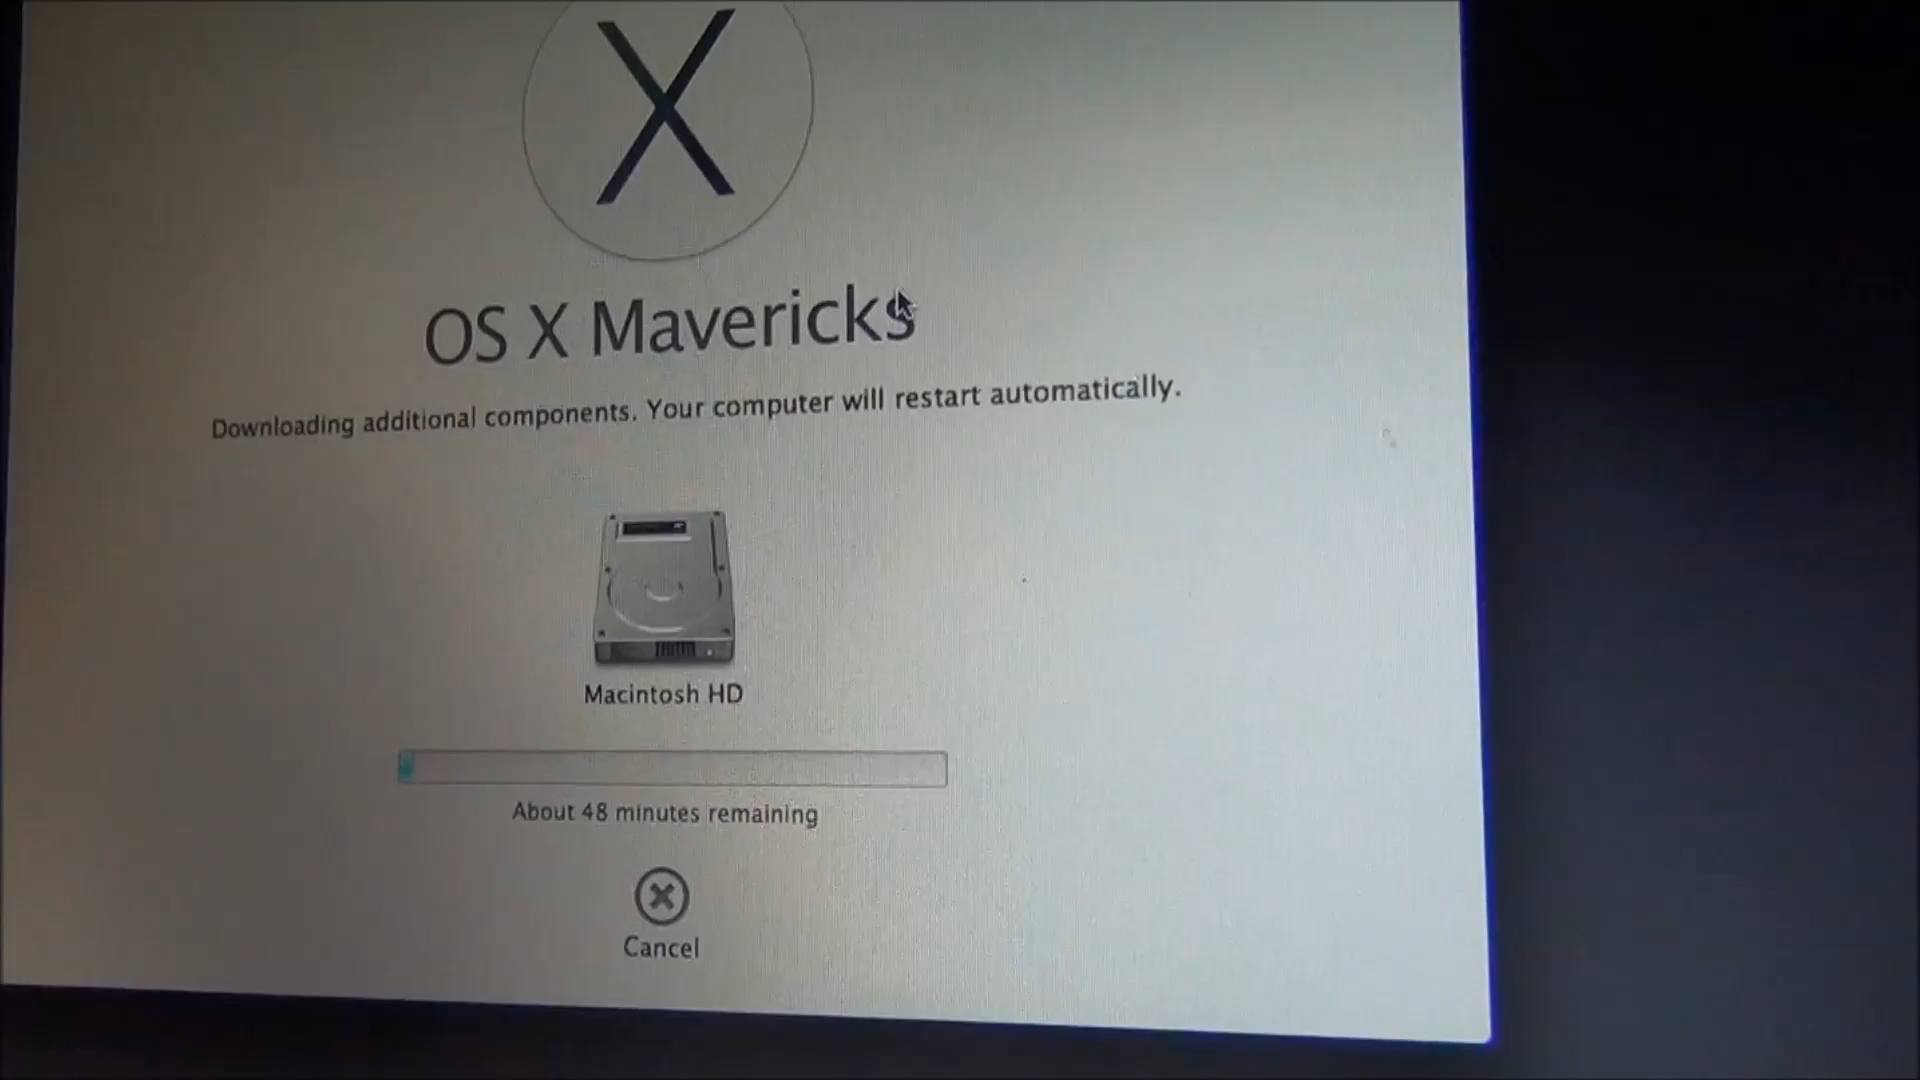 X
OS X Mavericks
Downloading additional components. Your computer will restart automatically.
Macintosh HD
About 48 minutes remaining
Cancel